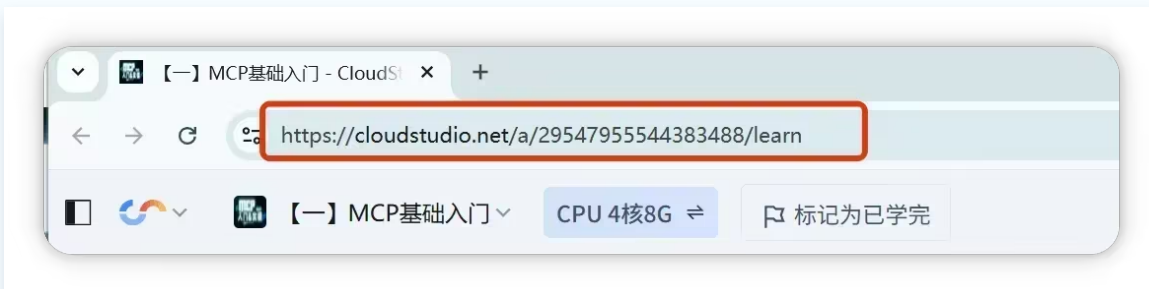 【一】MCP基础入门 - CloudSt
https://cloudstudio.net/a/29547955544383488/learn
【一】MCP基础入门 CPU 4核8G 标记为已学完